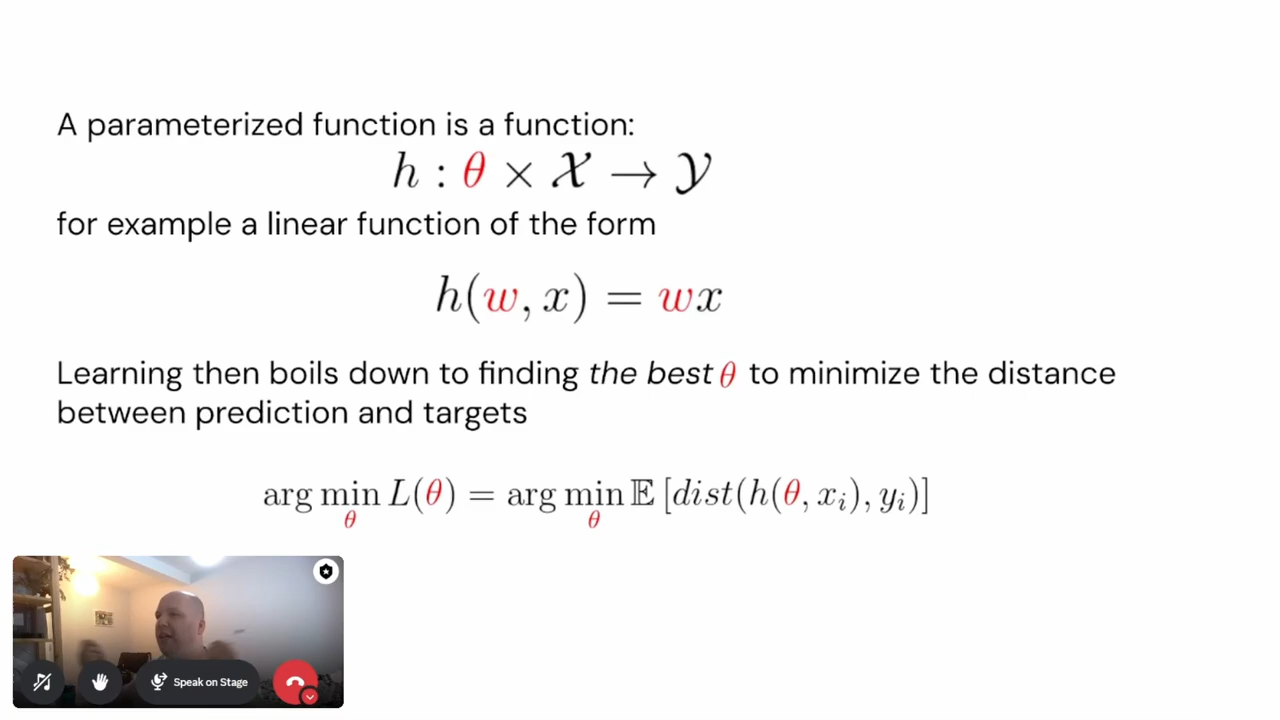 A parameterized function is a function:
h : θ × 𝒳 → 𝒴
for example a linear function of the form
h(w, x) = wx
Learning then boils down to finding the best θ to minimize the distance
between prediction and targets
arg min_θ L(θ) = arg min_θ 𝔼 [dist(h(θ, x_i), y_i)]
Speak on Stage